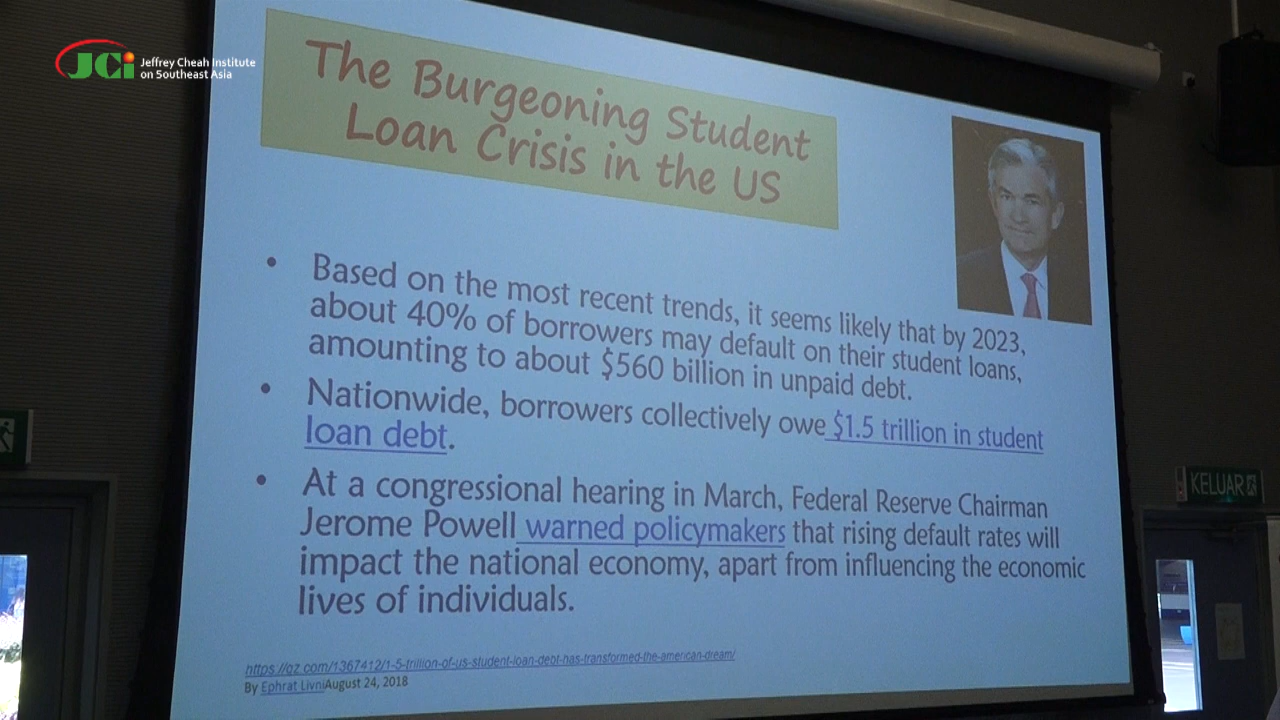 JCi Jeffrey Cheah Institute
on Southeast Asia
The Burgeoning Student
Loan Crisis in the US
• Based on the most recent trends, it seems likely that by 2023,
about 40% of borrowers may default on their student loans,
amounting to about $560 billion in unpaid debt.
• Nationwide, borrowers collectively owe $1.5 trillion in student
loan debt.
• At a congressional hearing in March, Federal Reserve Chairman
Jerome Powell warned policymakers that rising default rates will
impact the national economy, apart from influencing the economic
lives of individuals.
https://qz.com/1367412/1-5-trillion-of-us-student-loan-debt-has-transformed-the-american-dream/
By Ephrat LivniAugust 24, 2018
KELUAR